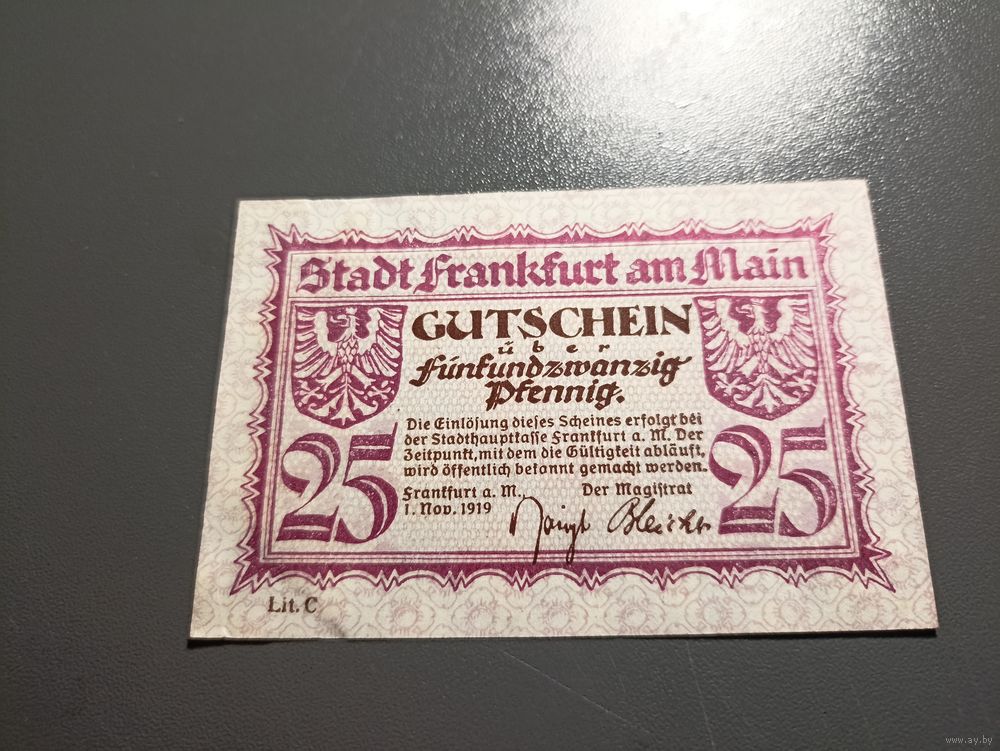 Stadt Frankfurt am Main
GUTSCHEIN
über
fünfundzwanzig
Pfennig.
Die Einlösung dieses Scheines erfolgt bei
der Stadthauptkasse Frankfurt a. M. Der
Zeitpunkt, mit dem die Gültigkeit abläuft,
wird öffentlich bekannt gemacht werden.
Frankfurt a. M., Der Magistrat
1. Nov. 1919
25 25
Lit. C
www.ay.by